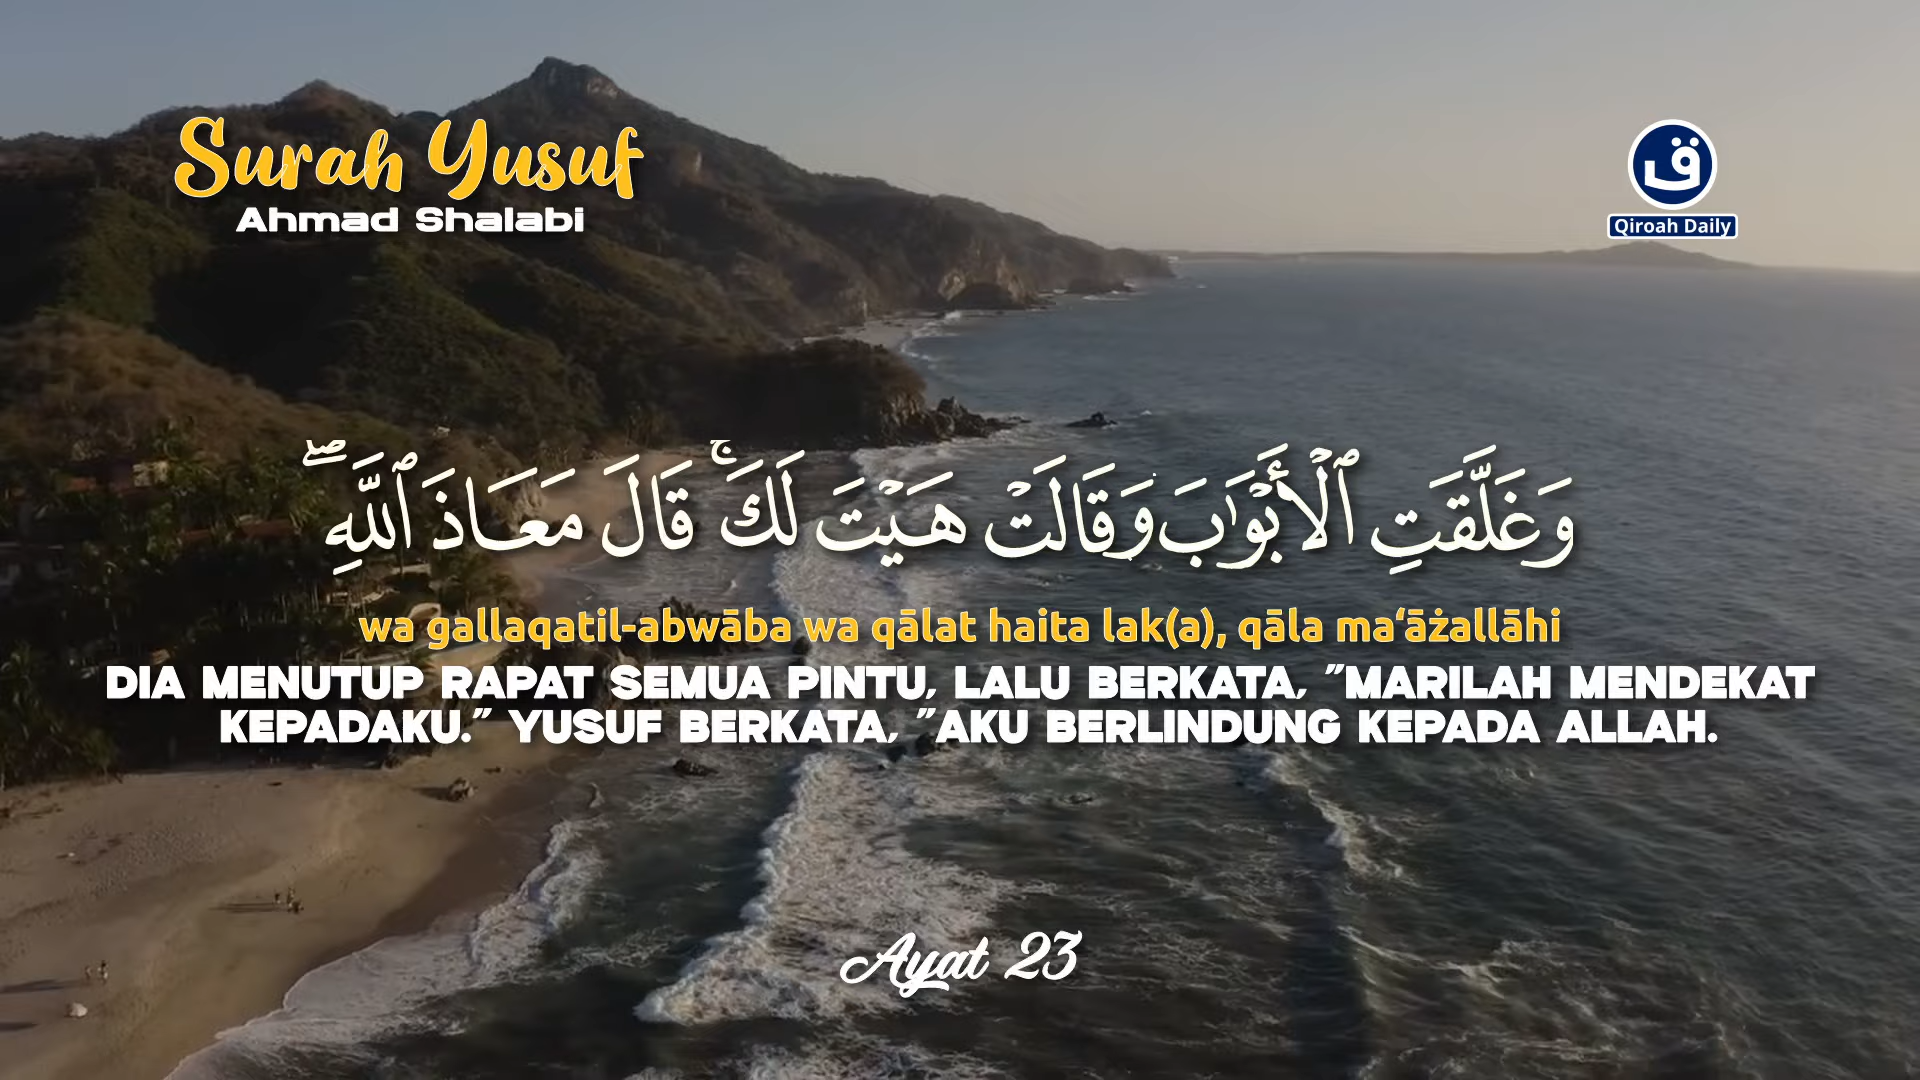 Surah Yusuf
Ahmad Shalabi
ق
Qiroah Daily
وَغَلَّقَتِ ٱلْأَبْوَٰبَ وَقَالَتْ هَيْتَ لَكَ ۚ قَالَ مَعَاذَ ٱللَّهِ ۖ
wa gallaqatil-abwāba wa qālat haita lak(a), qāla ma‘āżallāhi
DIA MENUTUP RAPAT SEMUA PINTU, LALU BERKATA, "MARILAH MENDEKAT
KEPADAKU." YUSUF BERKATA, "AKU BERLINDUNG KEPADA ALLAH.
Ayat 23